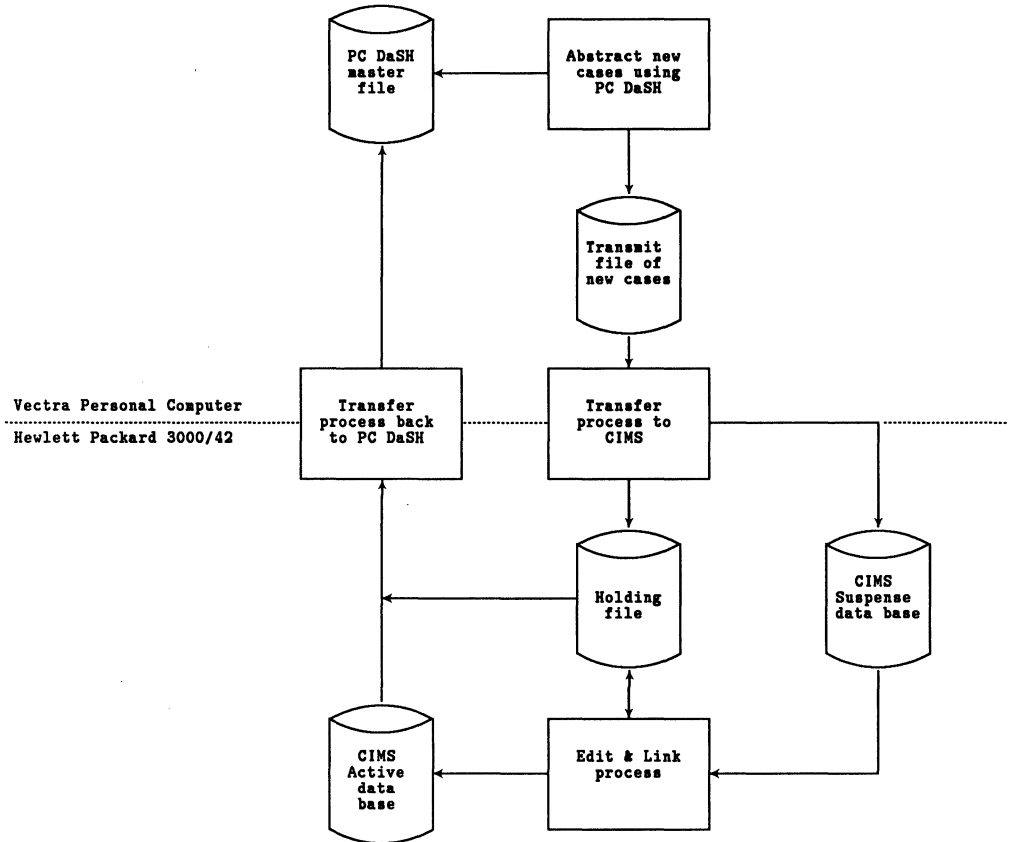 PC DaSH
master
file
Abstract new
cases using
PC DaSH
Transmit
file of
new cases
Vectra Personal Computer
Hewlett Packard 3000/42
Transfer
process back
to PC DaSH
Transfer
process to
CIMS
Holding
file
CIMS
Suspense
data base
CIMS
Active
data
base
Edit & Link
process